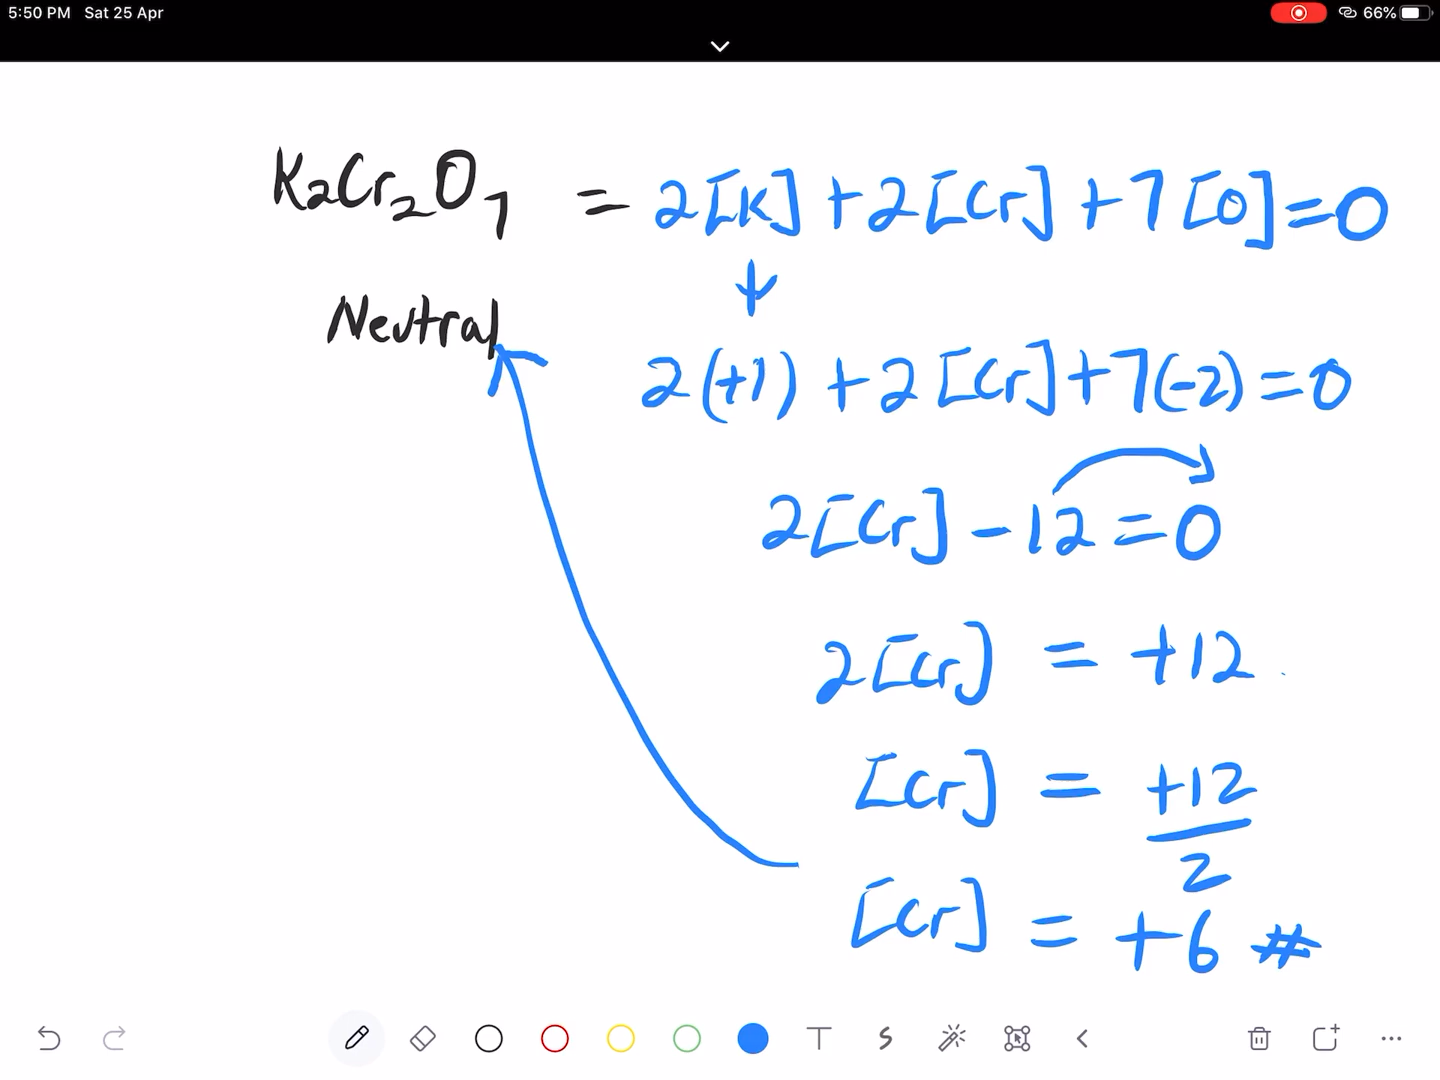 5:50 PM Sat 25 Apr 66%
K₂Cr₂O₇ = 2[K] + 2[Cr] + 7[O] = 0
Neutral
2(+1) + 2[Cr] + 7(-2) = 0
2[Cr] - 12 = 0
2[Cr] = +12
[Cr] = +12/2
[Cr] = +6 #
T